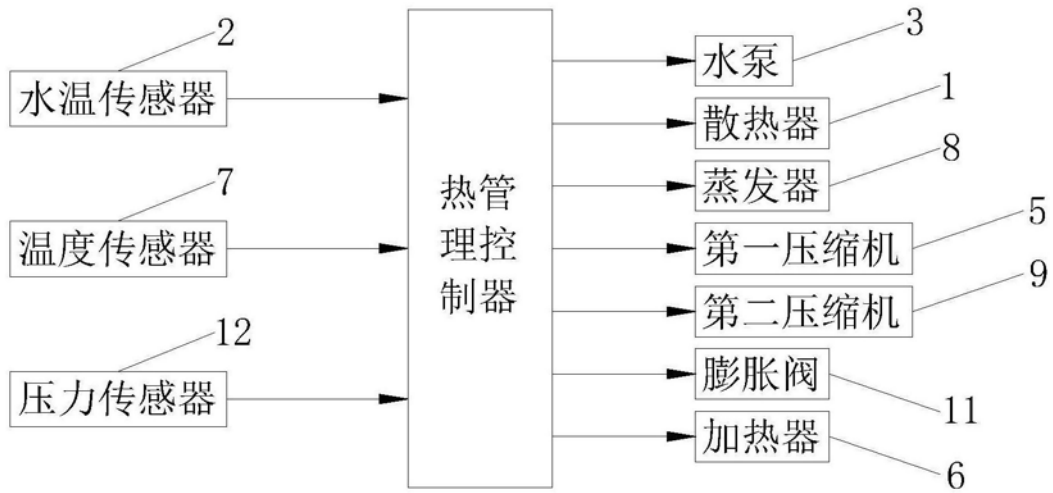 2
水温传感器
7
温度传感器
12
压力传感器
热管
理控
制器
3
水泵
1
散热器
8
蒸发器
5
第一压缩机
9
第二压缩机
膨胀阀
11
加热器
6